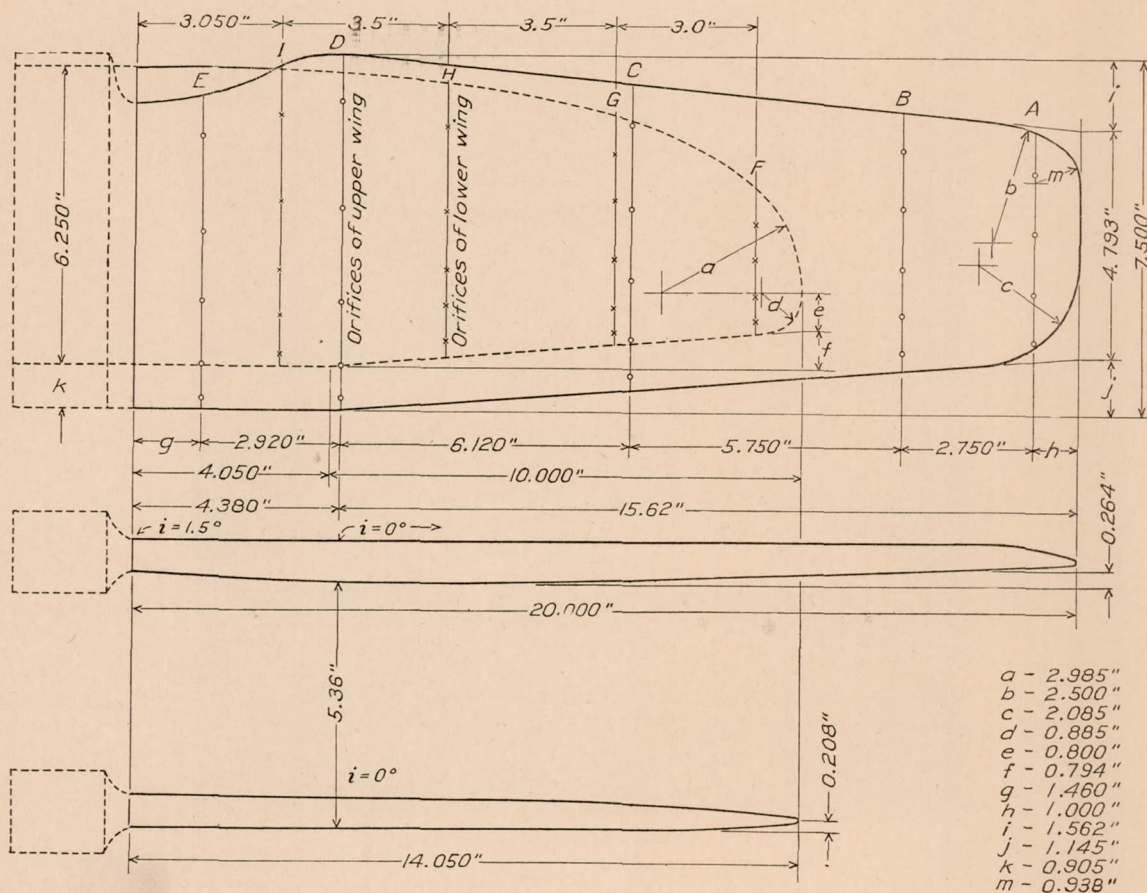 3.050" 3.5" 3.5" 3.0"
I D
E H C
G B A
F
i
b m
6.250"
Orifices of upper wing
Orifices of lower wing
a
d e
f
c
4.793"
7.500"
k
j
g 2.920" 6.120" 5.750" 2.750" h
4.050" 10.000"
4.380" 15.62"
0.264"
i=1.5° i=0°
20.000"
5.36"
i=0°
0.208"
14.050"
a - 2.985"
b - 2.500"
c - 2.085"
d - 0.885"
e - 0.800"
f - 0.794"
g - 1.460"
h - 1.000"
i - 1.562"
j - 1.145"
k - 0.905"
m - 0.938"